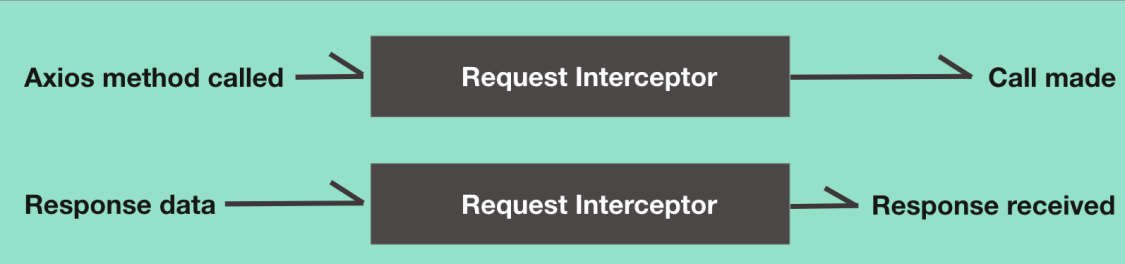 Axios method called
Request Interceptor
Call made
Response data
Request Interceptor
Response received